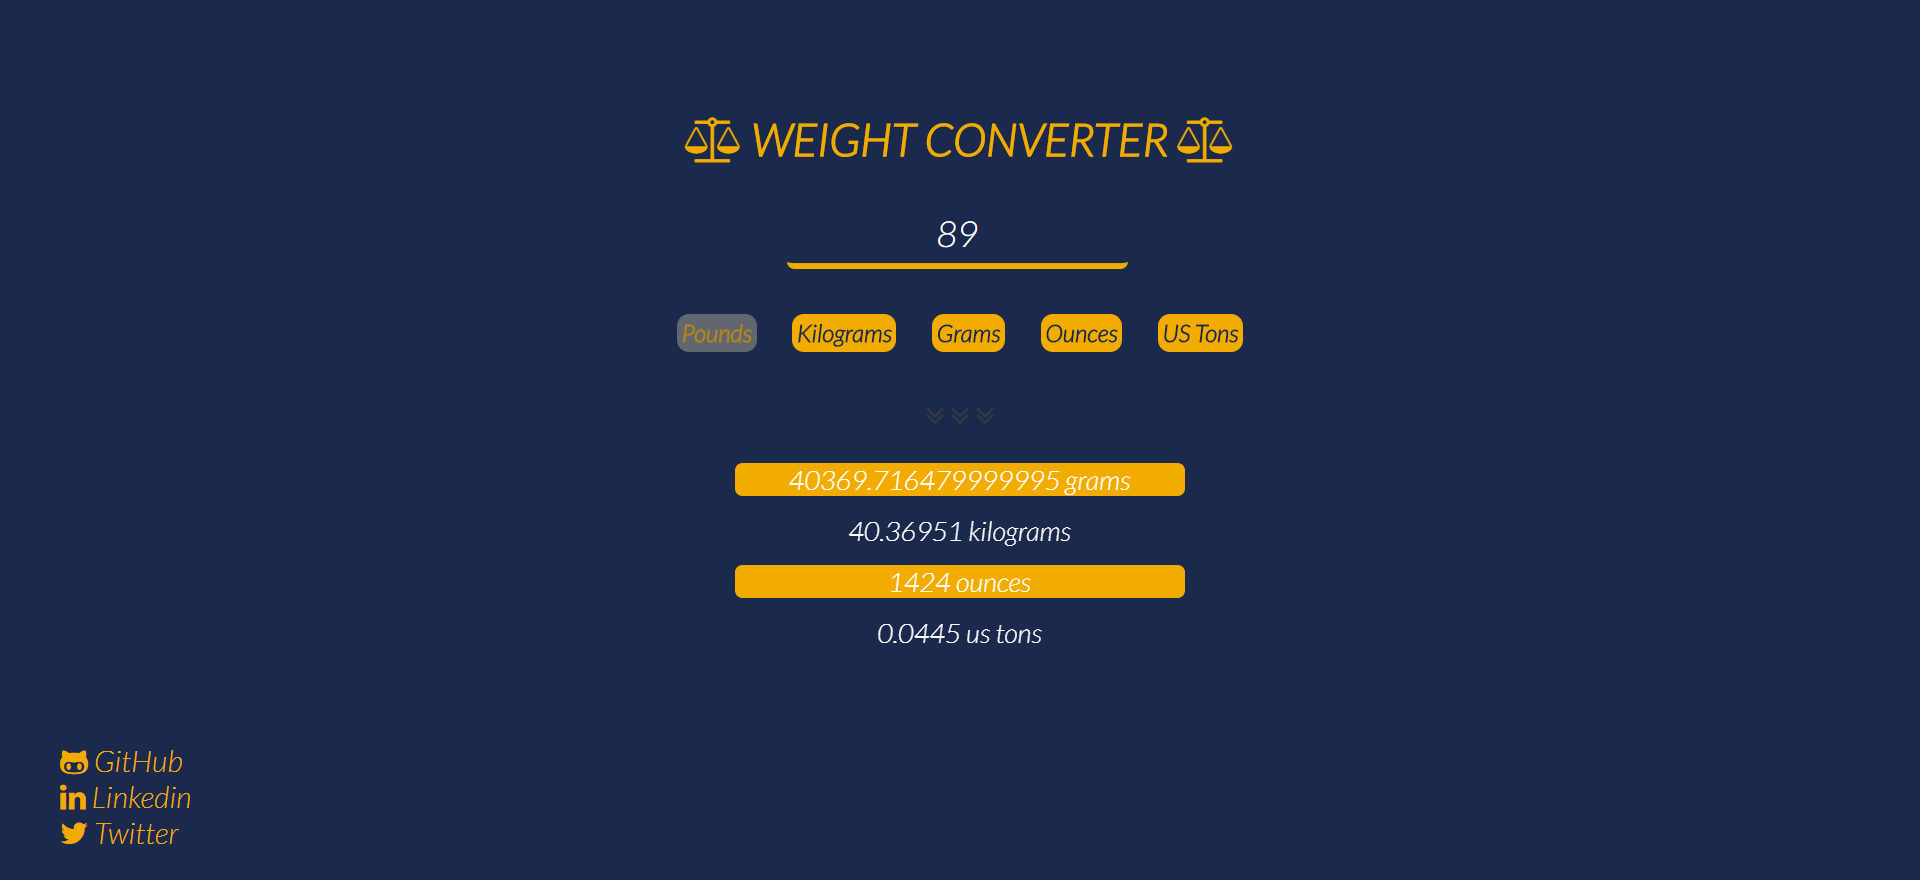 WEIGHT CONVERTER
89
Pounds Kilograms Grams Ounces US Tons
40369.716479999995 grams
40.36951 kilograms
1424 ounces
0.0445 us tons
GitHub
Linkedin
Twitter